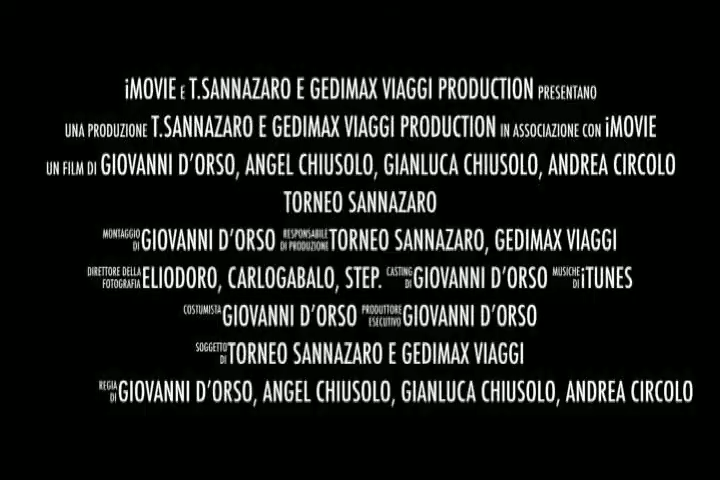 iMOVIE E T.SANNAZARO E GEDIMAX VIAGGI PRODUCTION PRESENTANO
UNA PRODUZIONE T.SANNAZARO E GEDIMAX VIAGGI PRODUCTION IN ASSOCIAZIONE CON iMOVIE
UN FILM DI GIOVANNI D'ORSO, ANGEL CHIUSOLO, GIANLUCA CHIUSOLO, ANDREA CIRCOLO
TORNEO SANNAZARO
MONTAGGIO DI GIOVANNI D'ORSO RESPONSABILE DI PRODUZIONE TORNEO SANNAZARO, GEDIMAX VIAGGI
DIRETTORE DELLA FOTOGRAFIA ELIODORO, CARLOGABALO, STEP. CASTING DI GIOVANNI D'ORSO MUSICHE DI iTUNES
COSTUMISTA GIOVANNI D'ORSO PRODUTTORE ESECUTIVO GIOVANNI D'ORSO
SOGGETTO DI TORNEO SANNAZARO E GEDIMAX VIAGGI
REGIA DI GIOVANNI D'ORSO, ANGEL CHIUSOLO, GIANLUCA CHIUSOLO, ANDREA CIRCOLO